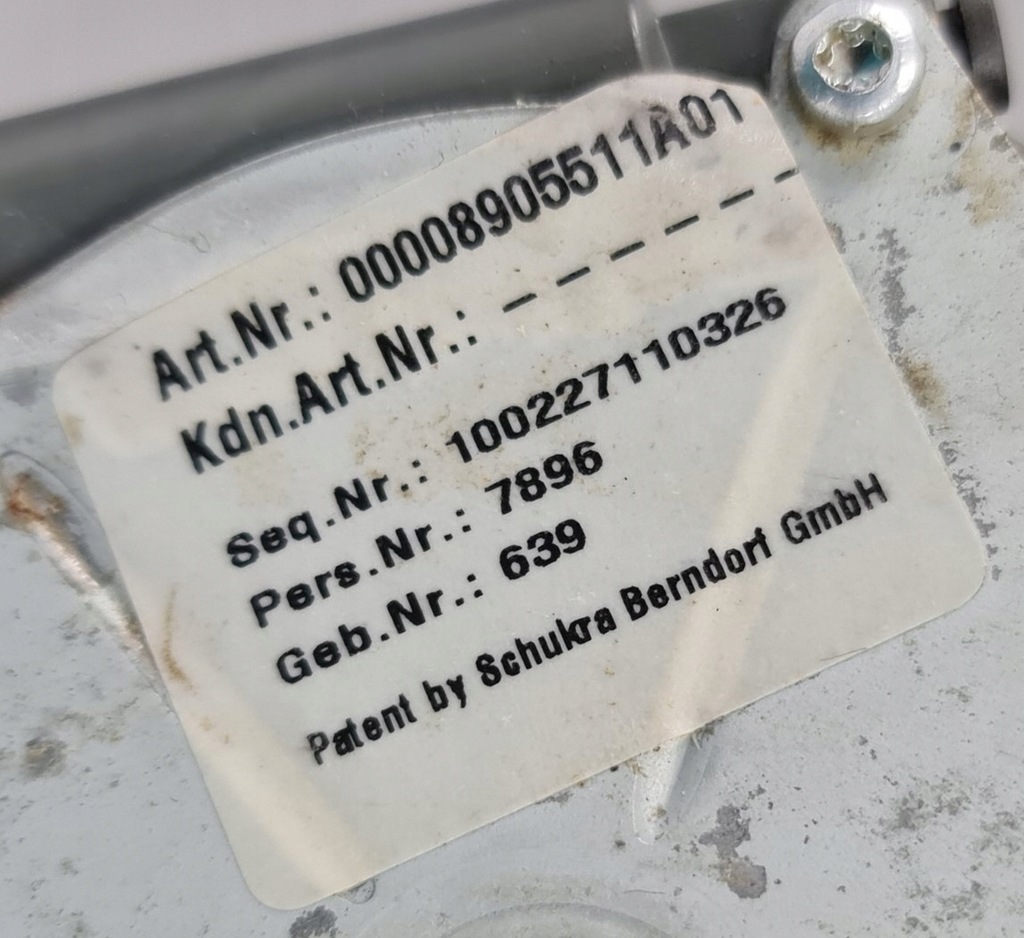 Art.Nr.: 00008905511A01
Kdn.Art.Nr.: - - - - - -
Seq.Nr.: 100227110326
Pers.Nr.: 7896
Geb.Nr.: 639
Patent by Schukra Berndorf GmbH